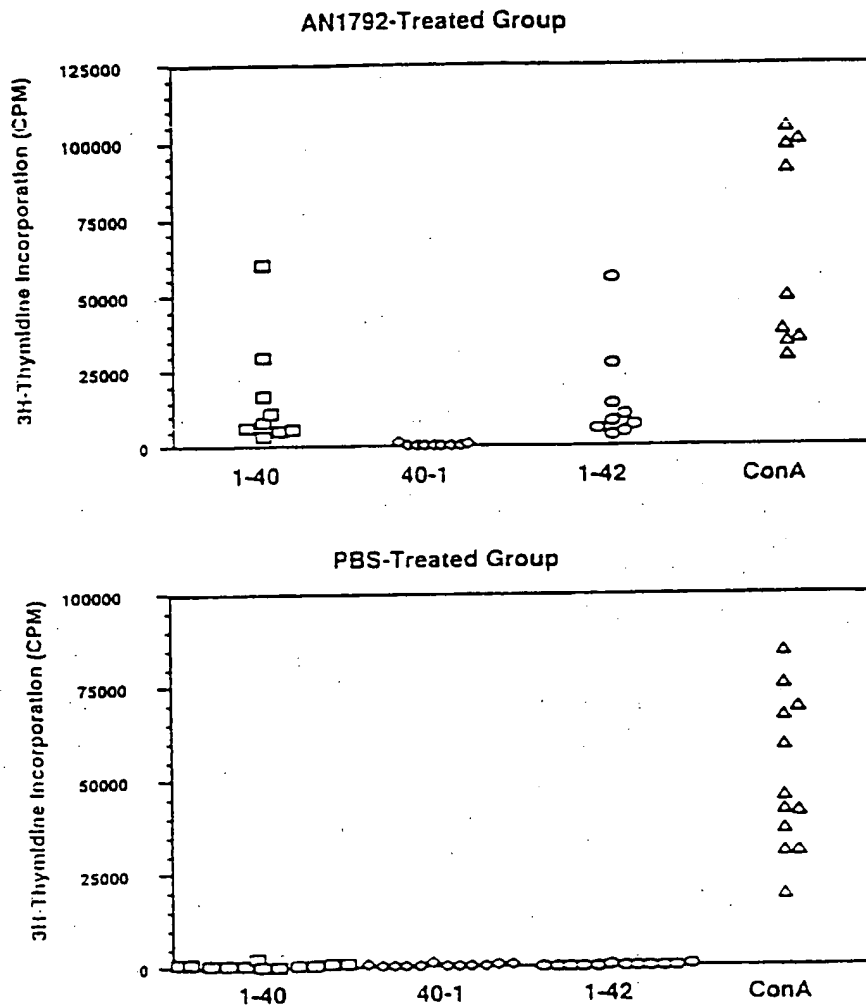 AN1792-Treated Group
3H-Thymidine Incorporation (CPM)
125000
100000
75000
50000
25000
0
1-40 40-1 1-42 ConA
PBS-Treated Group
3H-Thymidine Incorporation (CPM)
100000
75000
50000
25000
0
1-40 40-1 1-42 ConA